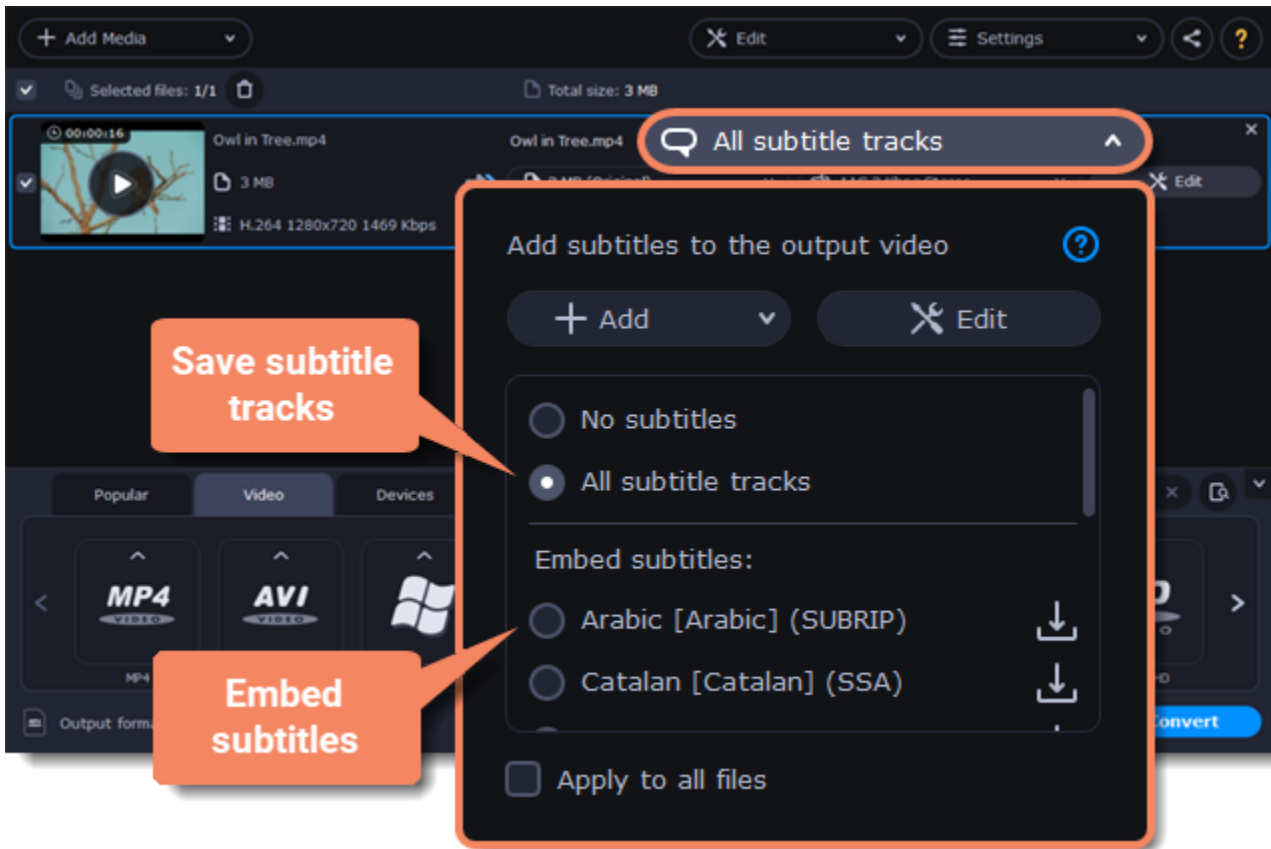 Add Media
Edit
Settings
?
Selected files: 1/1
Total size: 3 MB
00:00:16
Owl in Tree.mp4
Owl in Tree.mp4
All subtitle tracks
3 MB
Edit
H.264 1280x720 1469 Kbps
Add subtitles to the output video
?
Add
Edit
Save subtitle
tracks
No subtitles
All subtitle tracks
Popular
Video
Devices
Embed subtitles:
MP4
VIDEO
AVI
VIDEO
Arabic [Arabic] (SUBRIP)
Catalan [Catalan] (SSA)
MP4
Embed
subtitles
Output
Convert
Apply to all files